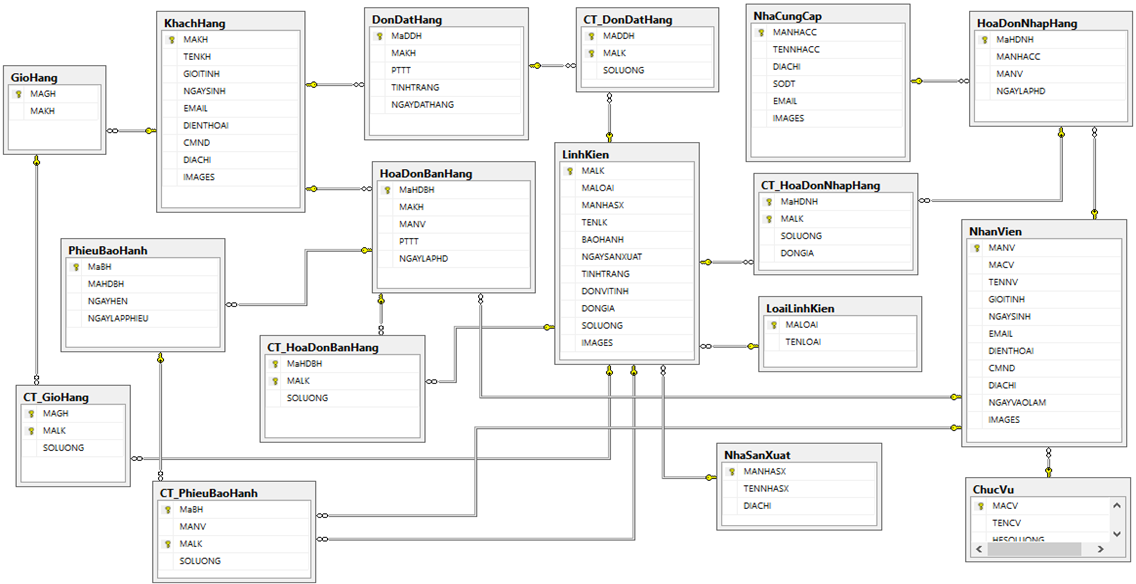 KhachHang
MAKH
TENKH
GIOITINH
NGAYSINH
EMAIL
DIENTHOAI
CMND
DIACHI
IMAGES
DonDatHang
MaDDH
MAKH
PTTT
TINHTRANG
NGAYDATHANG
CT_DonDatHang
MADDH
MALK
SOLUONG
NhaCungCap
MANHACC
TENNHACC
DIACHI
SODT
EMAIL
IMAGES
HoaDonNhapHang
MaHDNH
MANHACC
MANV
NGAYLAPHD
GioHang
MAGH
MAKH
HoaDonBanHang
MaHDBH
MAKH
MANV
PTTT
NGAYLAPHD
LinhKien
MALK
MALOAI
MANHASX
TENLK
BAOHANH
NGAYSANXUAT
TINHTRANG
DONVITINH
DONGIA
SOLUONG
IMAGES
CT_HoaDonNhapHang
MaHDNH
MALK
SOLUONG
DONGIA
NhanVien
MANV
MACV
TENNV
GIOITINH
NGAYSINH
EMAIL
DIENTHOAI
CMND
DIACHI
NGAYVAOLAM
IMAGES
PhieuBaoHanh
MaBH
MAHDBH
NGAYHEN
NGAYLAPPHIEU
LoaiLinhKien
MALOAI
TENLOAI
CT_HoaDonBanHang
MaHDBH
MALK
SOLUONG
CT_GioHang
MAGH
MALK
SOLUONG
NhaSanXuat
MANHASX
TENNHASX
DIACHI
CT_PhieuBaoHanh
MaBH
MANV
MALK
SOLUONG
ChucVu
MACV
TENCV
HESOLUONG